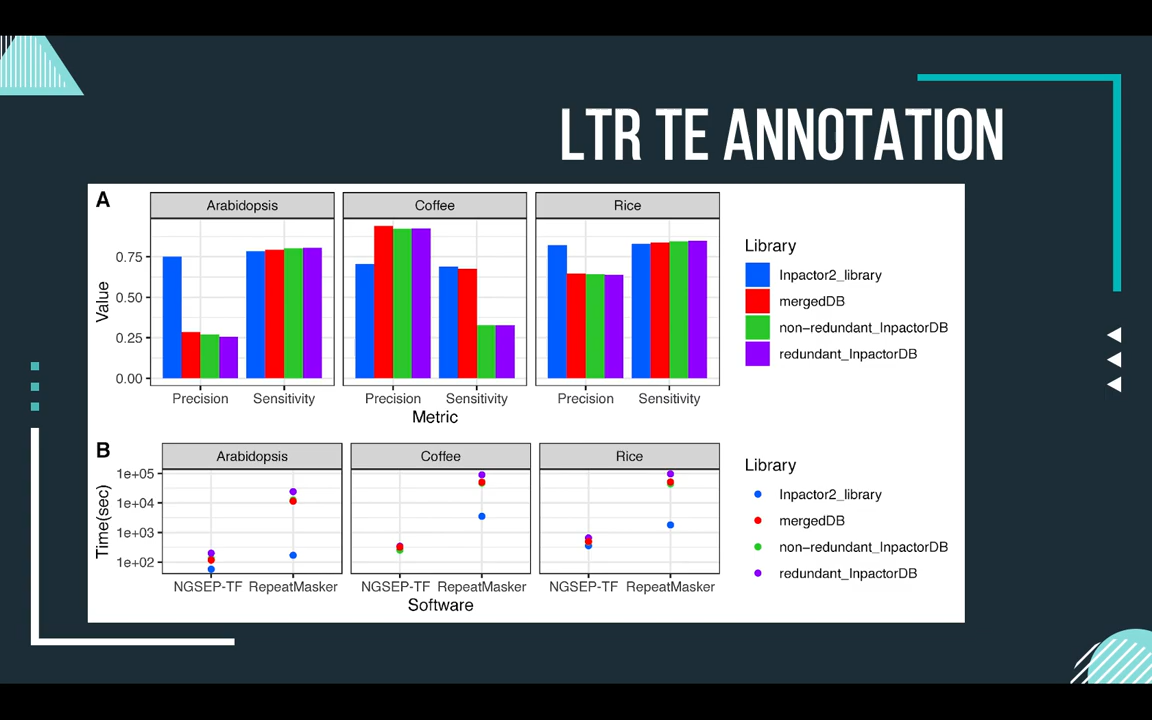 LTR TE ANNOTATION
A
Arabidopsis
Coffee
Rice
Value
0.75
0.50
0.25
0.00
Precision
Sensitivity
Precision
Sensitivity
Precision
Sensitivity
Metric
Library
Inpactor2_library
mergedDB
non-redundant_InpactorDB
redundant_InpactorDB
B
Arabidopsis
Coffee
Rice
Time(sec)
1e+05
1e+04
1e+03
1e+02
NGSEP-TF
RepeatMasker
NGSEP-TF
RepeatMasker
NGSEP-TF
RepeatMasker
Software
Library
Inpactor2_library
mergedDB
non-redundant_InpactorDB
redundant_InpactorDB